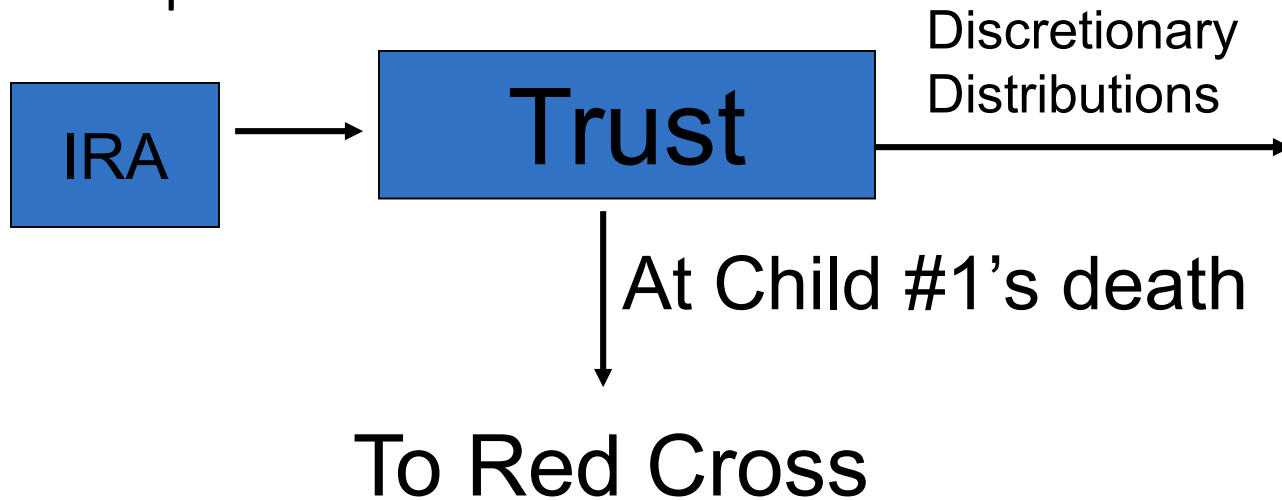 Discretionary
Distributions
IRA
Trust
At Child #1’s death
To Red Cross